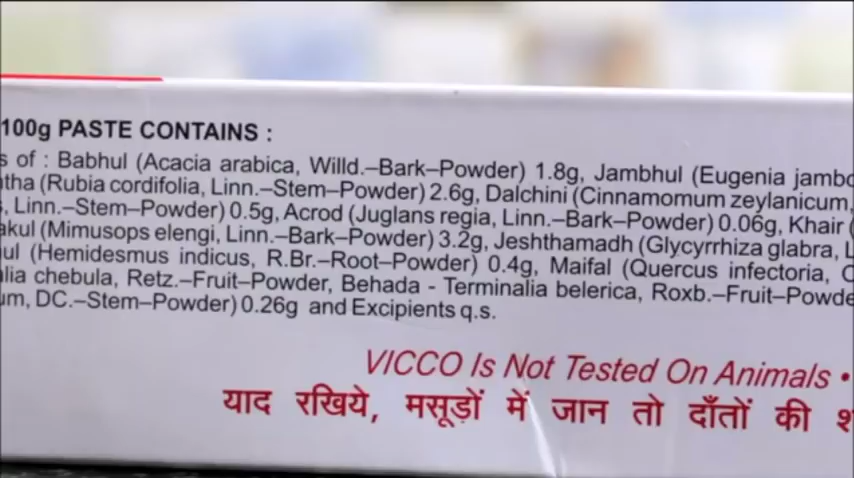 100g PASTE CONTAINS :
s of : Babhul (Acacia arabica, Willd.–Bark–Powder) 1.8g, Jambhul (Eugenia jambo
tha (Rubia cordifolia, Linn.–Stem–Powder) 2.6g, Dalchini (Cinnamomum zeylanicum,
, Linn.–Stem–Powder) 0.5g, Acrod (Juglans regia, Linn.–Bark–Powder) 0.06g, Khair (
akul (Mimusops elengi, Linn.–Bark–Powder) 3.2g, Jeshthamadh (Glycyrrhiza glabra, L
ul (Hemidesmus indicus, R.Br.–Root–Powder) 0.4g, Maifal (Quercus infectoria, O
lia chebula, Retz.–Fruit–Powder, Behada - Terminalia belerica, Roxb.–Fruit–Powde
um, DC.–Stem–Powder) 0.26g and Excipients q.s.
VICCO Is Not Tested On Animals •
याद रखिये, मसूड़ों में जान तो दाँतों की श